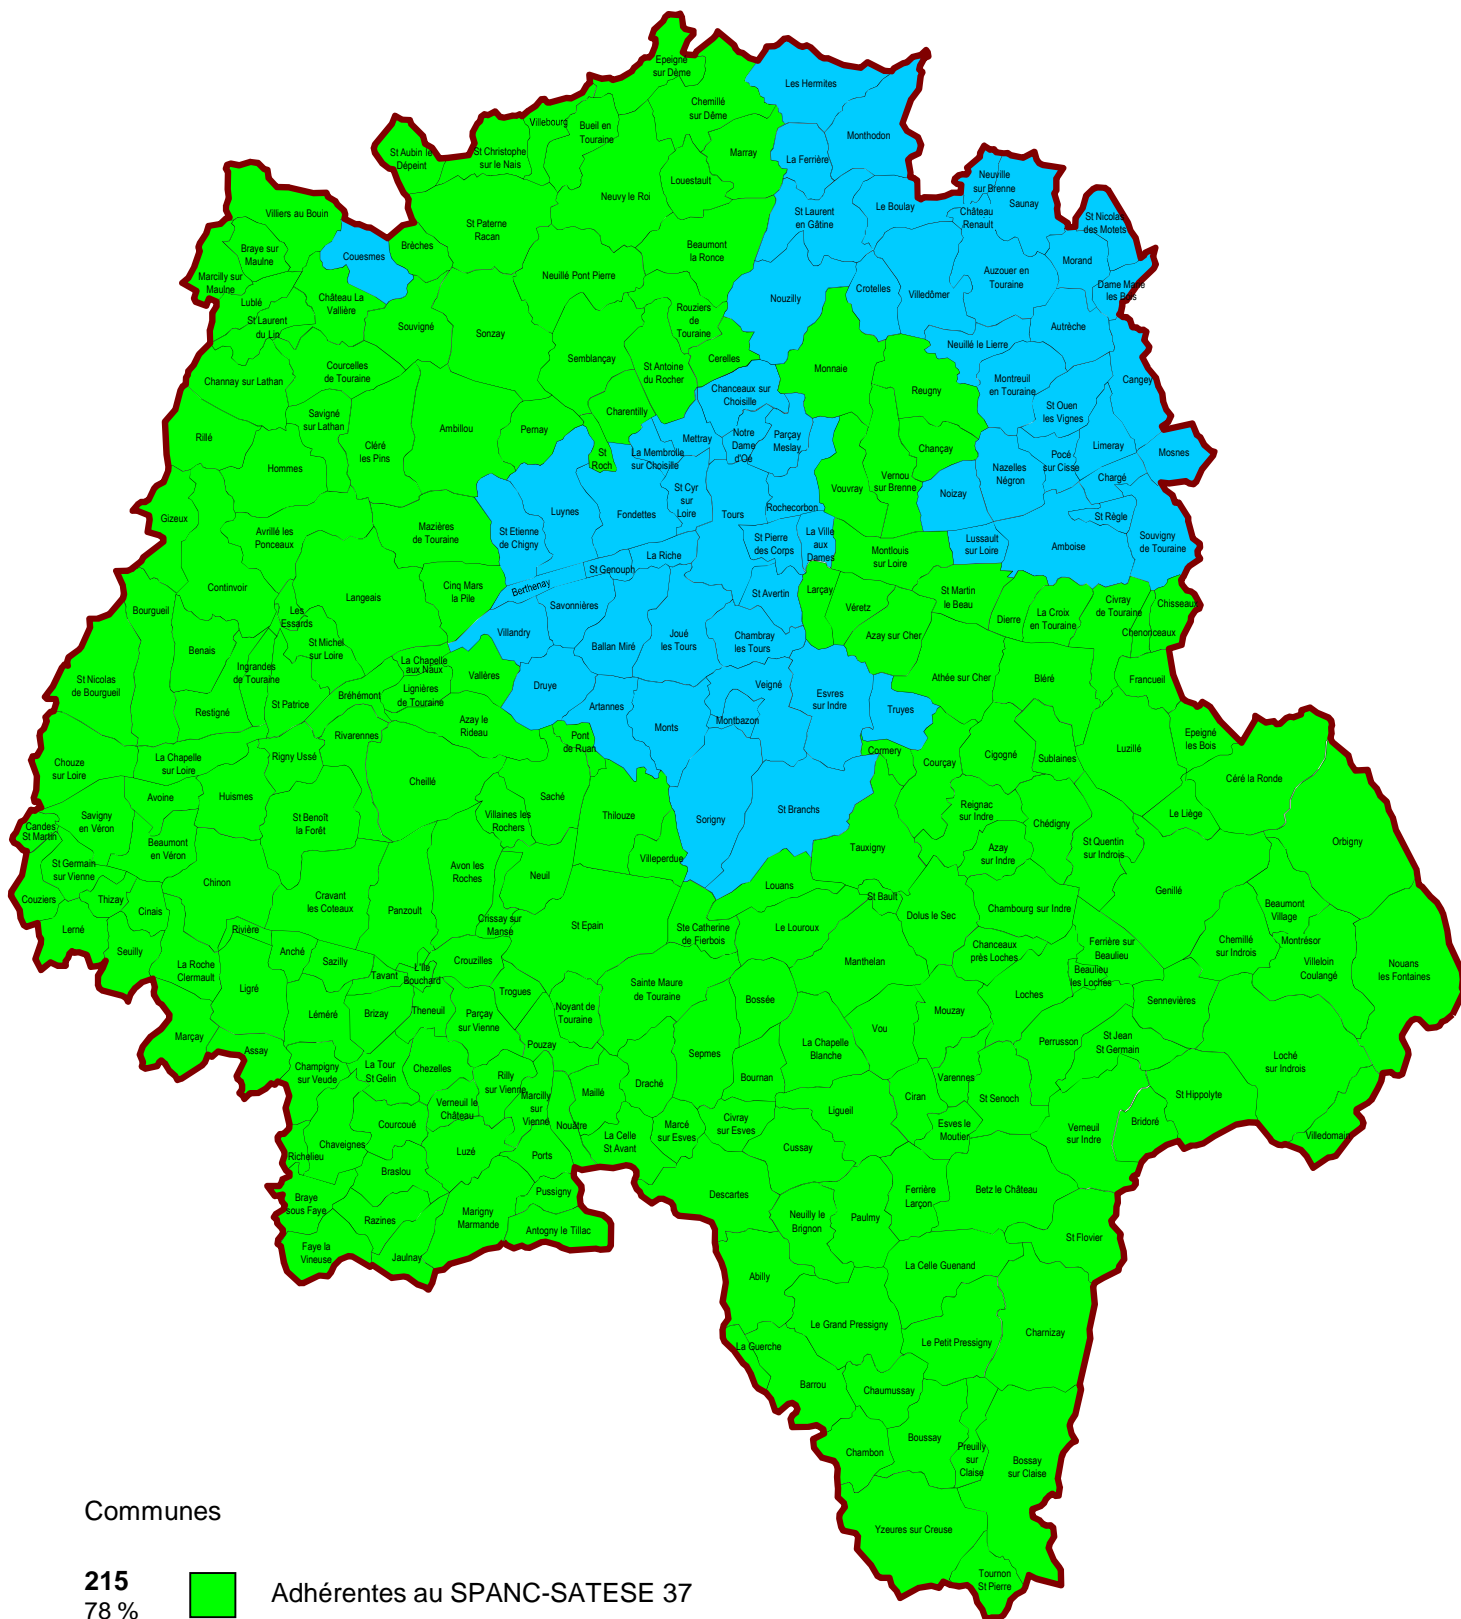 Epeigné
sur Dème
Les Hermites
Chemillé
sur Dême
Villebourg
Bueil en
Touraine
Monthodon
St Christophe
sur le Nais
St Aubin le
Dépeint
Marray
La Ferrière
Louestault
Neuville
sur Brenne
Neuvy le Roi
Saunay
Villiers au Bouin
Le Boulay
Château
Renault
St Laurent
en Gâtine
St Nicolas
des Motets
St Paterne
Racan
Brèches
Braye sur
Maulne
Couesmes
Beaumont
la Ronce
Morand
Marcilly sur
Maulne
Neuillé Pont Pierre
Auzouer en
Touraine
Dame Marie
les Bois
Lublé
Château La
Vallière
Nouzilly
Crotelles
Villedômer
Rouziers
de
Touraine
St Laurent
du Lin
Souvigné
Sonzay
Autrèche
Neuillé le Lierre
Semblançay
Cerelles
Courcelles
de Touraine
St Antoine
du Rocher
Monnaie
Channay sur Lathan
Montreuil
en Touraine
Cangey
Chanceaux sur
Choisille
Reugny
St Ouen
les Vignes
Charentilly
Savigné
sur Lathan
Ambillou
Pernay
Rillé
Cléré
les Pins
Mettray
Notre
Dame
d'Oé
Parçay
Meslay
Limeray
Mosnes
La Membrolle
sur Choisille
St
Roch
Chançay
Pocé
sur Cisse
Hommes
Nazelles
Négron
Chargé
Vernou
sur Brenne
Vouvray
Noizay
St Cyr
sur
Loire
Gizeux
Luynes
Fondettes
Tours
Rochecorbon
St Règle
Avrillé les
Ponceaux
Mazières
de Touraine
St Etienne
de Chigny
St Pierre
des Corps
La Ville
aux
Dames
Lussault
sur Loire
Amboise
Souvigny
de Touraine
La Riche
Montlouis
sur Loire
St Genouph
Continvoir
Cinq Mars
la Pile
Berthenay
Langeais
St Avertin
Larçay
St Martin
le Beau
Civray
de Touraine
Chisseaux
Bourgueil
Les
Essards
Savonnières
Véretz
Dierre
La Croix
en Touraine
Villandry
Joué
les Tours
Chambray
les Tours
Azay sur Cher
Chenonceaux
Benais
St Michel
sur Loire
Ballan Miré
La Chapelle
aux Naux
Ingrandes
de Touraine
Vallères
Athée sur Cher
Bléré
Francueil
St Nicolas
de Bourgueil
Bréhémont
Lignières
de Touraine
Druye
Veigné
Esvres
sur Indre
Restigné
St Patrice
Artannes
Truyes
Azay le
Rideau
Monts
Montbazon
Rivarennes
Pont
de Ruan
Epeigné
les Bois
La Chapelle
sur Loire
Rigny Ussé
Cormery
Luzillé
Chouze
sur Loire
Courçay
Cigogné
Sublaines
Céré la Ronde
Cheillé
Avoine
Huismes
Saché
St Branchs
Reignac
sur Indre
Savigny
en Véron
St Benoît
la Forêt
Villaines les
Rochers
Thilouze
Sorigny
Le Liège
Chédigny
Candes
St Martin
Beaumont
en Véron
Tauxigny
Azay
sur Indre
St Quentin
sur Indrois
Orbigny
St Germain
sur Vienne
Villeperdue
Avon les
Roches
Neuil
Chinon
Louans
Genillé
Couziers
Thizay
Cinais
Cravant
les Coteaux
Panzoult
St Bault
Dolus le Sec
Chambourg sur Indre
Beaumont
Village
Lerné
Rivière
Crissay sur
Manse
St Epain
Ste Catherine
de Fierbois
Le Louroux
Seuilly
Anché
Sazilly
Crouzilles
Chanceaux
près Loches
Ferrière sur
Beaulieu
Chemillé
sur Indrois
Montrésor
La Roche
Clermault
Tavant
L'Ile
Bouchard
Manthelan
Beaulieu
les Loches
Villeloin
Coulangé
Nouans
les Fontaines
Ligré
Trogues
Sainte Maure
de Touraine
Bossée
Loches
Sennevières
Léméré
Brizay
Theneuil
Parçay
sur Vienne
Noyant de
Touraine
Mouzay
Vou
Marçay
Assay
Pouzay
Sepmes
La Chapelle
Blanche
Perrusson
St Jean
St Germain
Loché
sur Indrois
Champigny
sur Veude
La Tour
St Gelin
Chezelles
Rilly
sur Vienne
Draché
Bournan
Varennes
Maillé
Marcilly
sur
Vienne
Ciran
St Senoch
St Hippolyte
Verneuil le
Château
Ligueil
Courcoué
Nouâtre
Marcé
sur Esves
Civray
sur Esves
Esves le
Moutier
Verneuil
sur Indre
Bridoré
Villedomain
Chaveignes
La Celle
St Avant
Cussay
Richelieu
Luzé
Ports
Braslou
Braye
sous Faye
Pussigny
Descartes
Ferrière
Larçon
Betz le Château
Razines
Marigny
Marmande
Neuilly le
Brignon
Paulmy
Antogny le Tillac
St Flovier
Faye la
Vineuse
Jaulnay
La Celle Guenand
Abilly
Le Grand Pressigny
Charnizay
La Guerche
Le Petit Pressigny
Barrou
Chaumussay
Boussay
Chambon
Preuilly
sur
Claise
Bossay
sur Claise
Yzeures sur Creuse
Tournon
St Pierre
Communes
215
78 %
Adhérentes au SPANC-SATESE 37